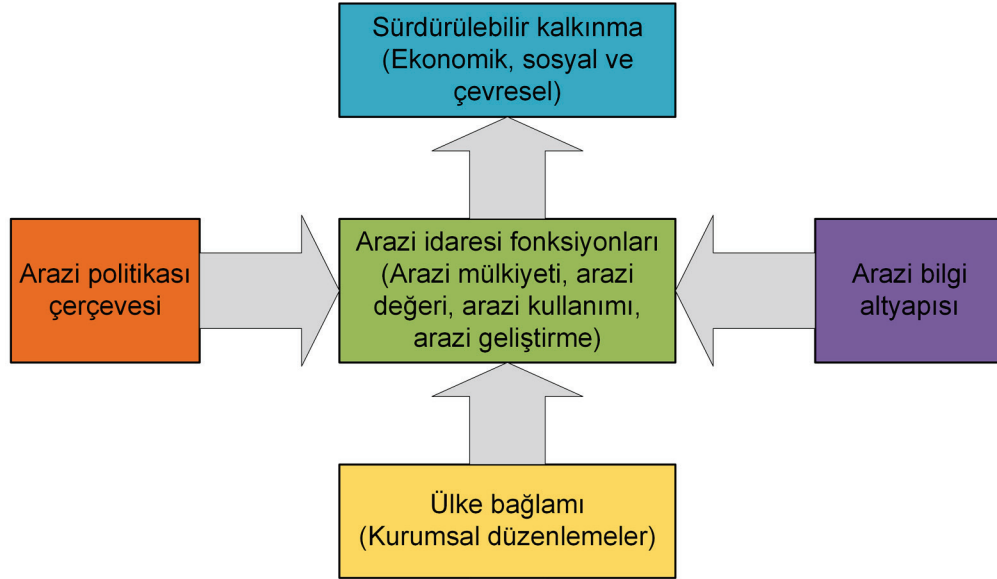 Sürdürülebilir kalkınma
(Ekonomik, sosyal ve
çevresel)
Arazi politikası
çerçevesi
Arazi idaresi fonksiyonları
(Arazi mülkiyeti, arazi
değeri, arazi kullanımı,
arazi geliştirme)
Arazi bilgi
altyapısı
Ülke bağlamı
(Kurumsal düzenlemeler)